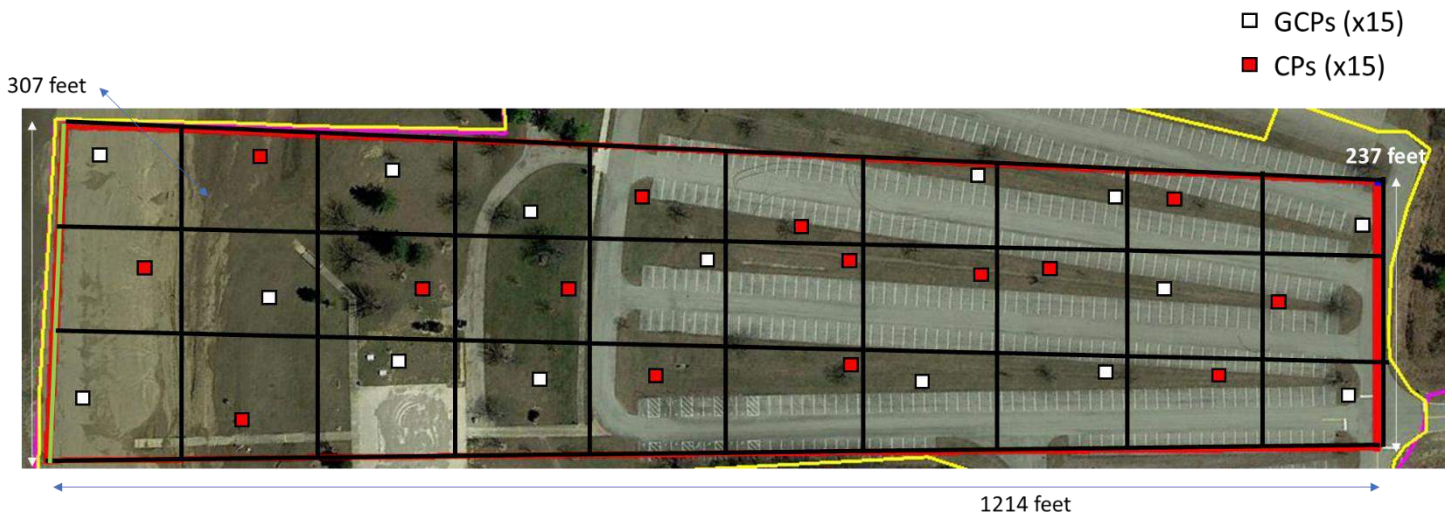 GCPs (x15)
CPs (x15)
307 feet
237 feet
1214 feet